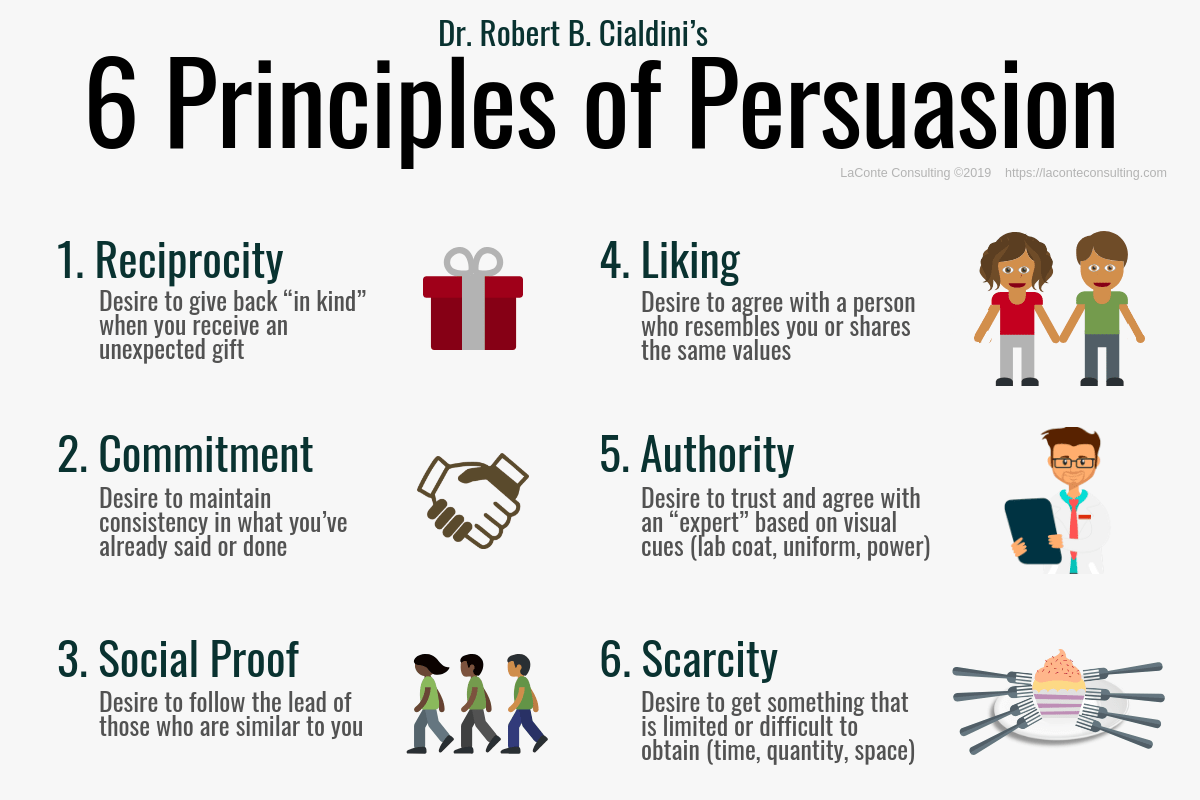 Dr. Robert B. Cialdini’s
6 Principles of Persuasion
LaConte Consulting ©2019 https://laconteconsulting.com
1. Reciprocity
Desire to give back “in kind”
when you receive an
unexpected gift
2. Commitment
Desire to maintain
consistency in what you’ve
already said or done
3. Social Proof
Desire to follow the lead of
those who are similar to you
4. Liking
Desire to agree with a person
who resembles you or shares
the same values
5. Authority
Desire to trust and agree with
an “expert” based on visual
cues (lab coat, uniform, power)
6. Scarcity
Desire to get something that
is limited or difficult to
obtain (time, quantity, space)